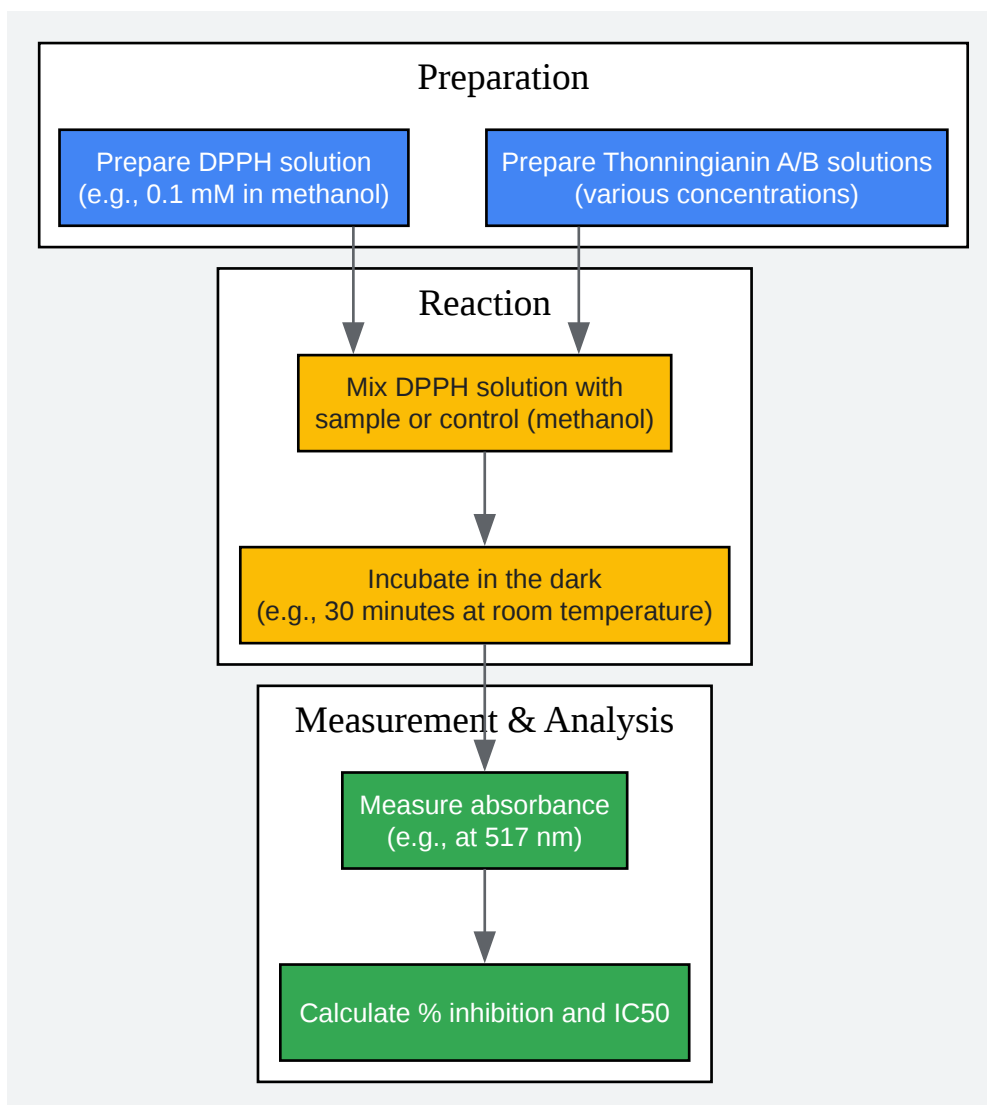 Preparation
Prepare DPPH solution
(e.g., 0.1 mM in methanol)
Prepare Thonningianin A/B solutions
(various concentrations)
Reaction
Mix DPPH solution with
sample or control (methanol)
Incubate in the dark
(e.g., 30 minutes at room temperature)
Measurement & Analysis
Measure absorbance
(e.g., at 517 nm)
Calculate % inhibition and IC50